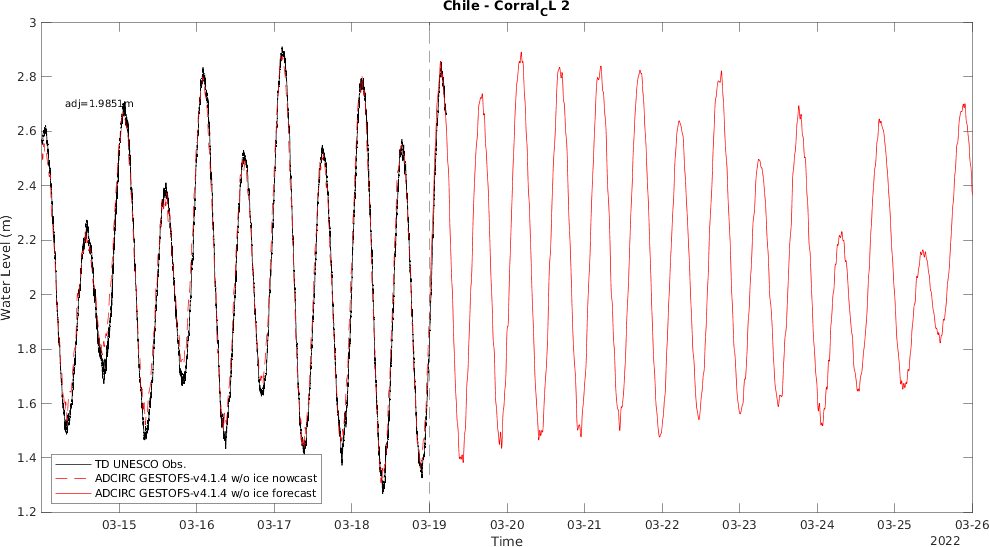 Chile - CorralCL 2
3
2.8
adj=1.9851m
2.6
2.4
2.2
Water Level (m)
2
1.8
1.6
1.4
1.2
TD UNESCO Obs.
ADCIRC GESTOFS-v4.1.4 w/o ice nowcast
ADCIRC GESTOFS-v4.1.4 w/o ice forecast
03-15 03-16 03-17 03-18 03-19 03-20 03-21 03-22 03-23 03-24 03-25 03-26
Time
2022